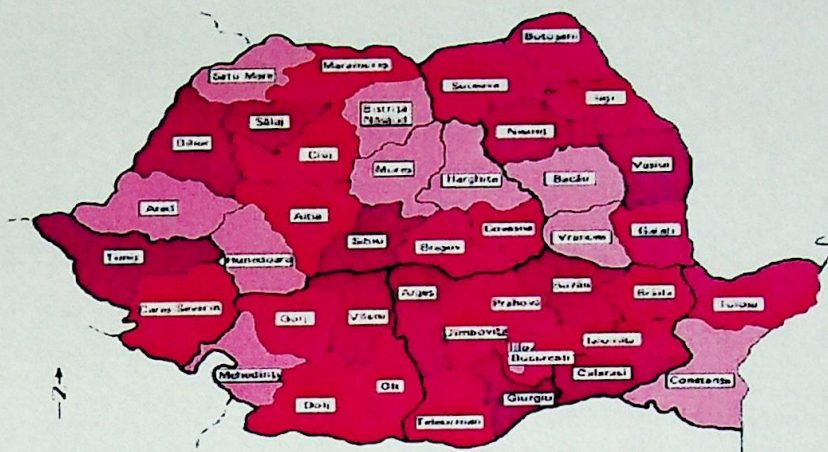 Botoșani
Satu Mare
Maramureș
Suceava
Iași
Bistrița
Năsăud
Sălaj
Neamț
Bihor
Cluj
Vaslui
Mureș
Harghita
Bacău
Arad
Alba
Covasna
Sibiu
Brașov
Vrancea
Galați
Timiș
Hunedoara
Argeș
Buzău
Brăila
Prahova
Tulcea
Caraș-Severin
Gorj
Vâlcea
Dîmbovița
Ialomița
București
Călărași
Mehedinți
Constanța
Olt
Giurgiu
Dolj
Teleorman
N